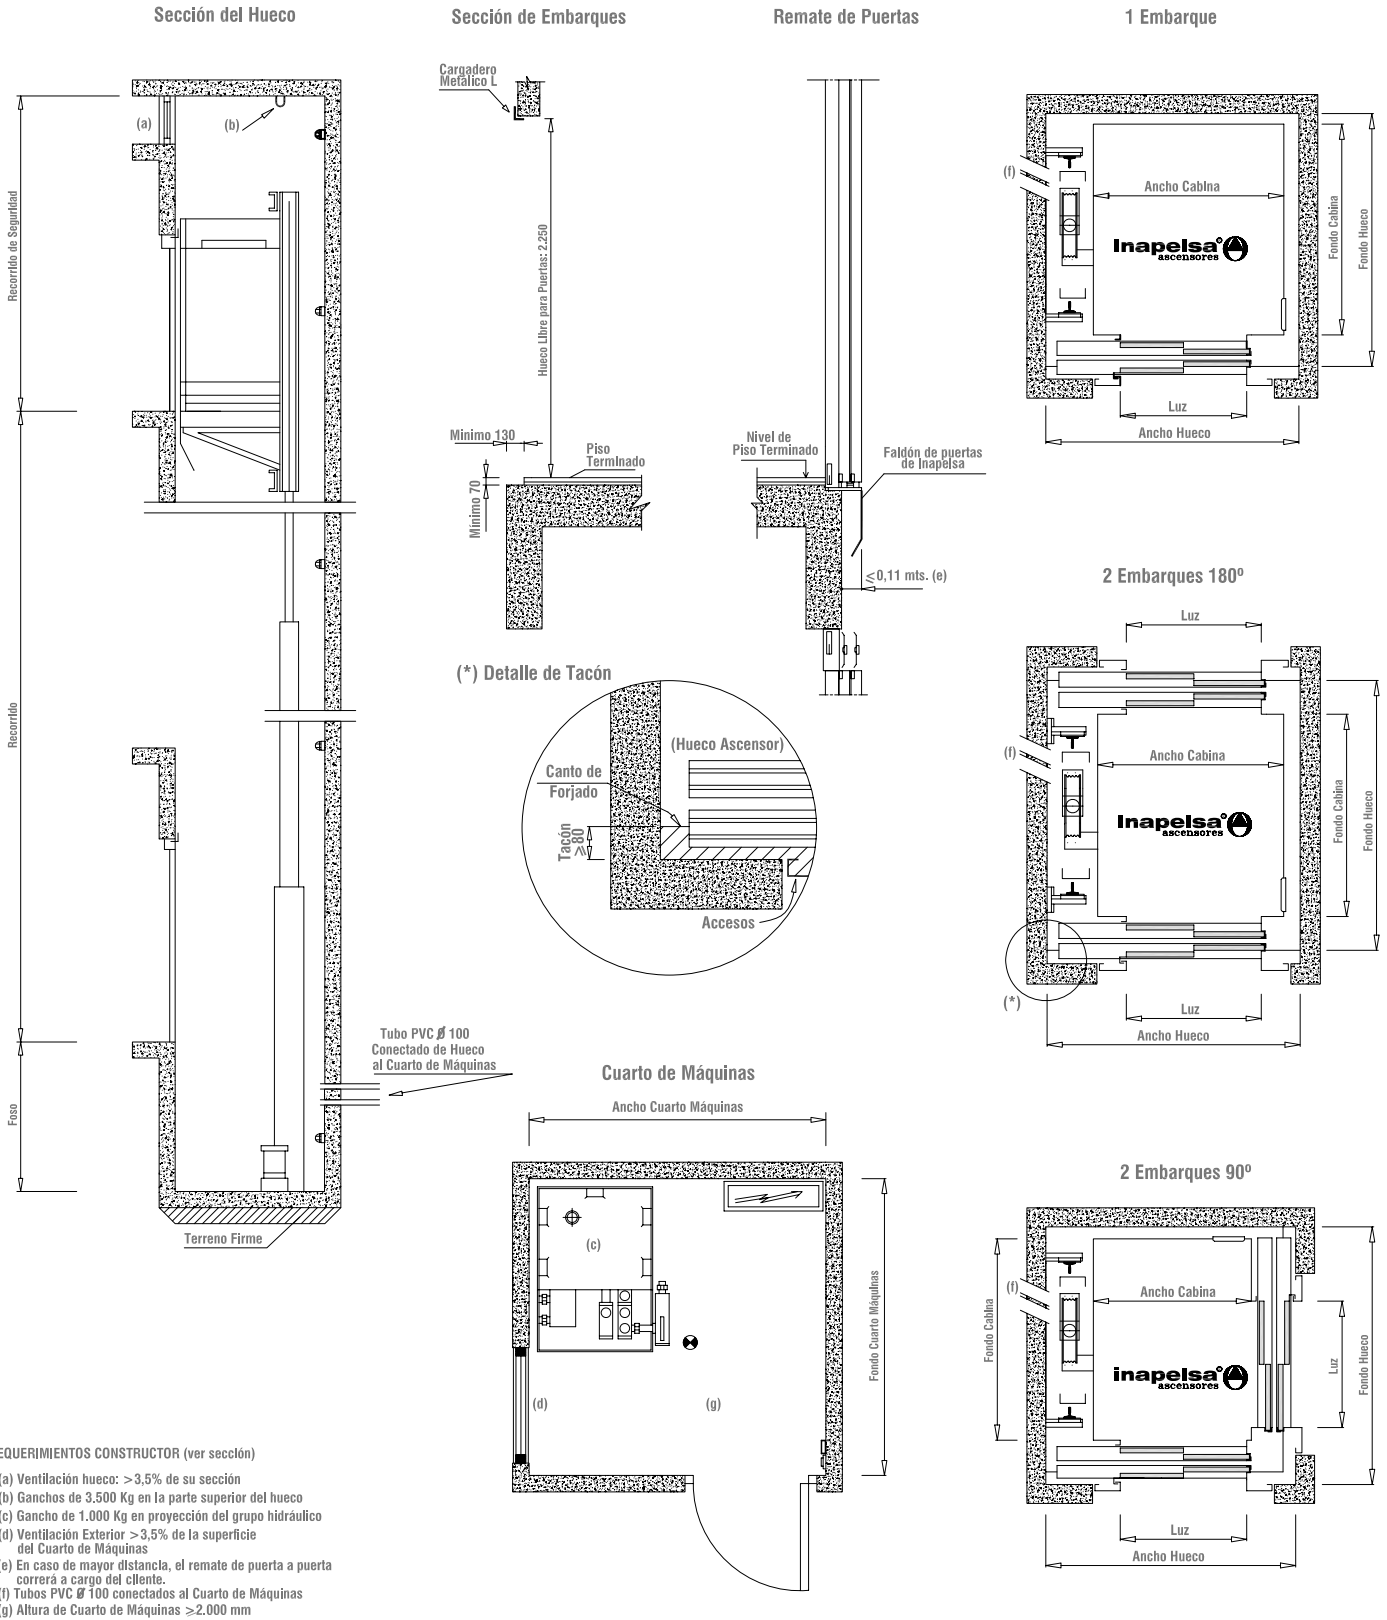 Sección del Hueco
Sección de Embarques
Remate de Puertas
1 Embarque
Cargadero
Metálico L
(a)
(b)
Recorrido de Seguridad
Hueco Libre para Puertas: 2.250
(f)
Ancho Cabina
Fondo Cabina
Fondo Hueco
Inapelsa
ascensores
Luz
Ancho Hueco
Minimo 130
Piso
Terminado
Minimo 70
Nivel de
Piso Terminado
Faldón de puertas
de Inapelsa
≤0,11 mts. (e)
2 Embarques 180º
Luz
(*) Detalle de Tacón
(Hueco Ascensor)
Canto de
Forjado
Tacón
≥80
Accesos
Recorrido
(f)
Ancho Cabina
Fondo Cabina
Fondo Hueco
Inapelsa
ascensores
(*)
Luz
Ancho Hueco
Tubo PVC Ø 100
Conectado de Hueco
al Cuarto de Máquinas
Foso
Terreno Firme
Cuarto de Máquinas
Ancho Cuarto Máquinas
(c)
Fondo Cuarto Máquinas
(d)
(g)
2 Embarques 90º
(f)
Ancho Cabina
Fondo Cabina
Luz
Fondo Hueco
inapelsa
ascensores
Luz
Ancho Hueco
EQUERIMIENTOS CONSTRUCTOR (ver sección)
(a) Ventilación hueco: >3,5% de su sección
(b) Ganchos de 3.500 Kg en la parte superior del hueco
(c) Gancho de 1.000 Kg en proyección del grupo hidráulico
(d) Ventilación Exterior >3,5% de la superficie
del Cuarto de Máquinas
(e) En caso de mayor distancia, el remate de puerta a puerta
correrá a cargo del cliente.
(f) Tubos PVC Ø 100 conectados al Cuarto de Máquinas
(g) Altura de Cuarto de Máquinas ≥2.000 mm